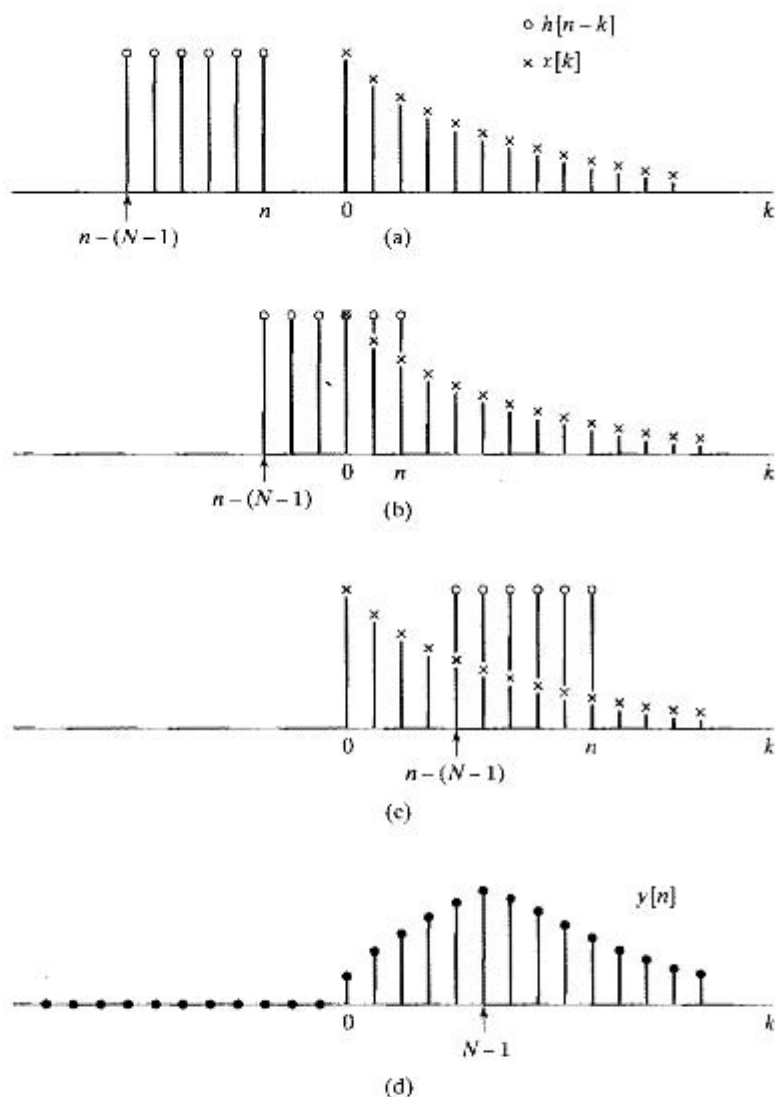 h[n − k]
x[k]
n 0 k
n − (N − 1)
(a)
0 n k
n − (N − 1)
(b)
0 n k
n − (N − 1)
(c)
y[n]
0 k
N − 1
(d)